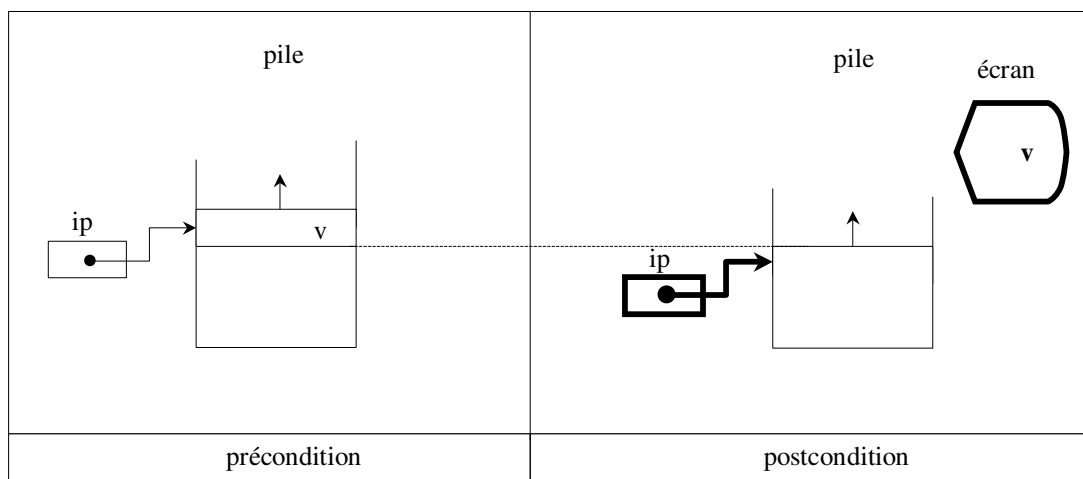 pile
ip
v
précondition
pile
écran
v
ip
postcondition